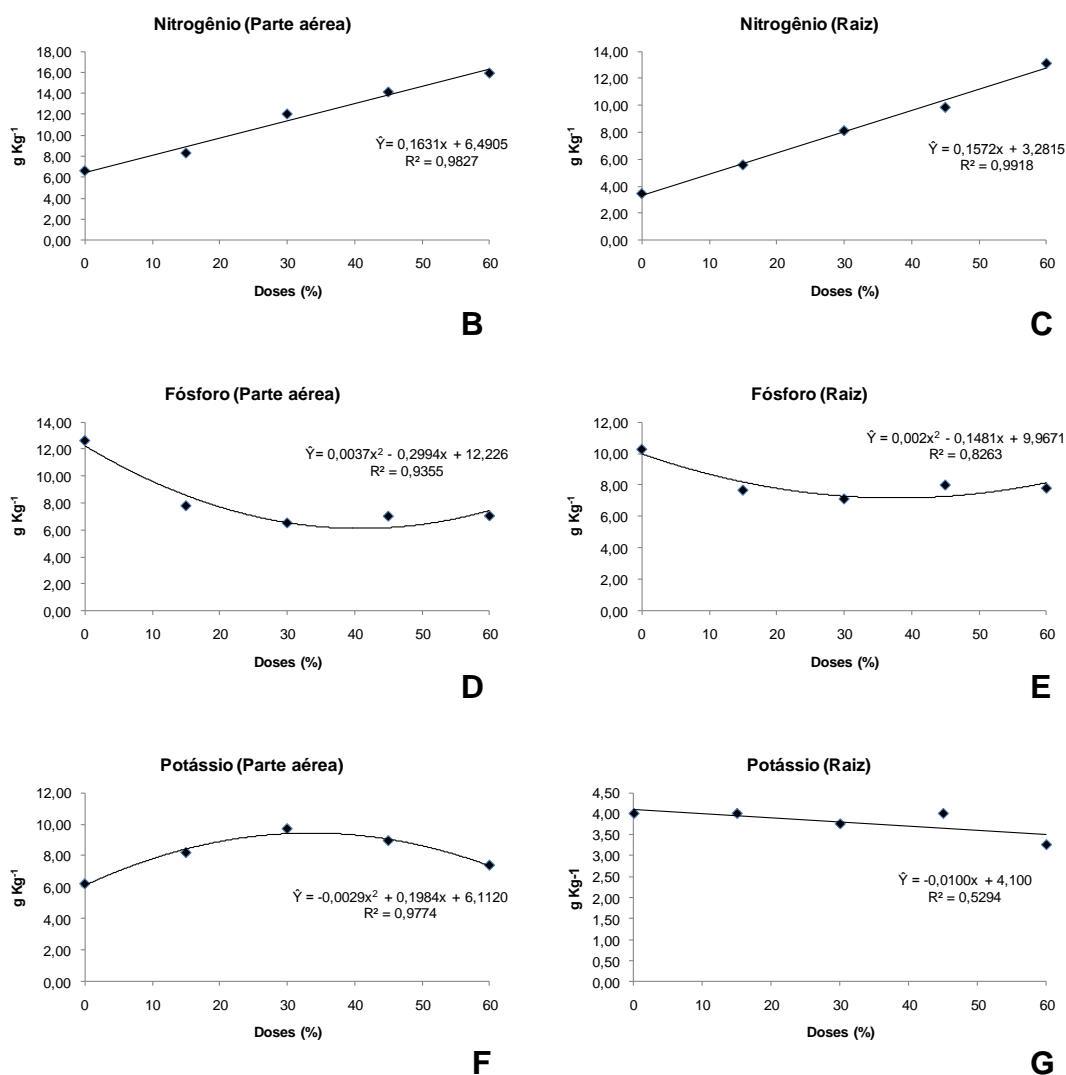 Nitrogênio (Parte aérea)
18,00
16,00
14,00
12,00
10,00
8,00
6,00
4,00
2,00
0,00
g Kg-1
Ŷ= 0,1631x + 6,4905
R² = 0,9827
0 10 20 30 40 50 60
Doses (%)
B
Nitrogênio (Raiz)
14,00
12,00
10,00
8,00
6,00
4,00
2,00
0,00
g Kg-1
Ŷ = 0,1572x + 3,2815
R² = 0,9918
0 10 20 30 40 50 60
Doses (%)
C
Fósforo (Parte aérea)
14,00
12,00
10,00
8,00
6,00
4,00
2,00
0,00
g Kg-1
Ŷ= 0,0037x² - 0,2994x + 12,226
R² = 0,9355
0 10 20 30 40 50 60
Doses (%)
D
Fósforo (Raiz)
12,00
10,00
8,00
6,00
4,00
2,00
0,00
g Kg-1
Ŷ = 0,002x² - 0,1481x + 9,9671
R² = 0,8263
0 10 20 30 40 50 60
Doses (%)
E
Potássio (Parte aérea)
12,00
10,00
8,00
6,00
4,00
2,00
0,00
g Kg-1
Ŷ = -0,0029x² + 0,1984x + 6,1120
R² = 0,9774
0 10 20 30 40 50 60
Doses (%)
F
Potássio (Raiz)
4,50
4,00
3,50
3,00
2,50
2,00
1,50
1,00
0,50
0,00
g Kg-1
Ŷ = -0,0100x + 4,100
R² = 0,5294
0 10 20 30 40 50 60
Doses (%)
G